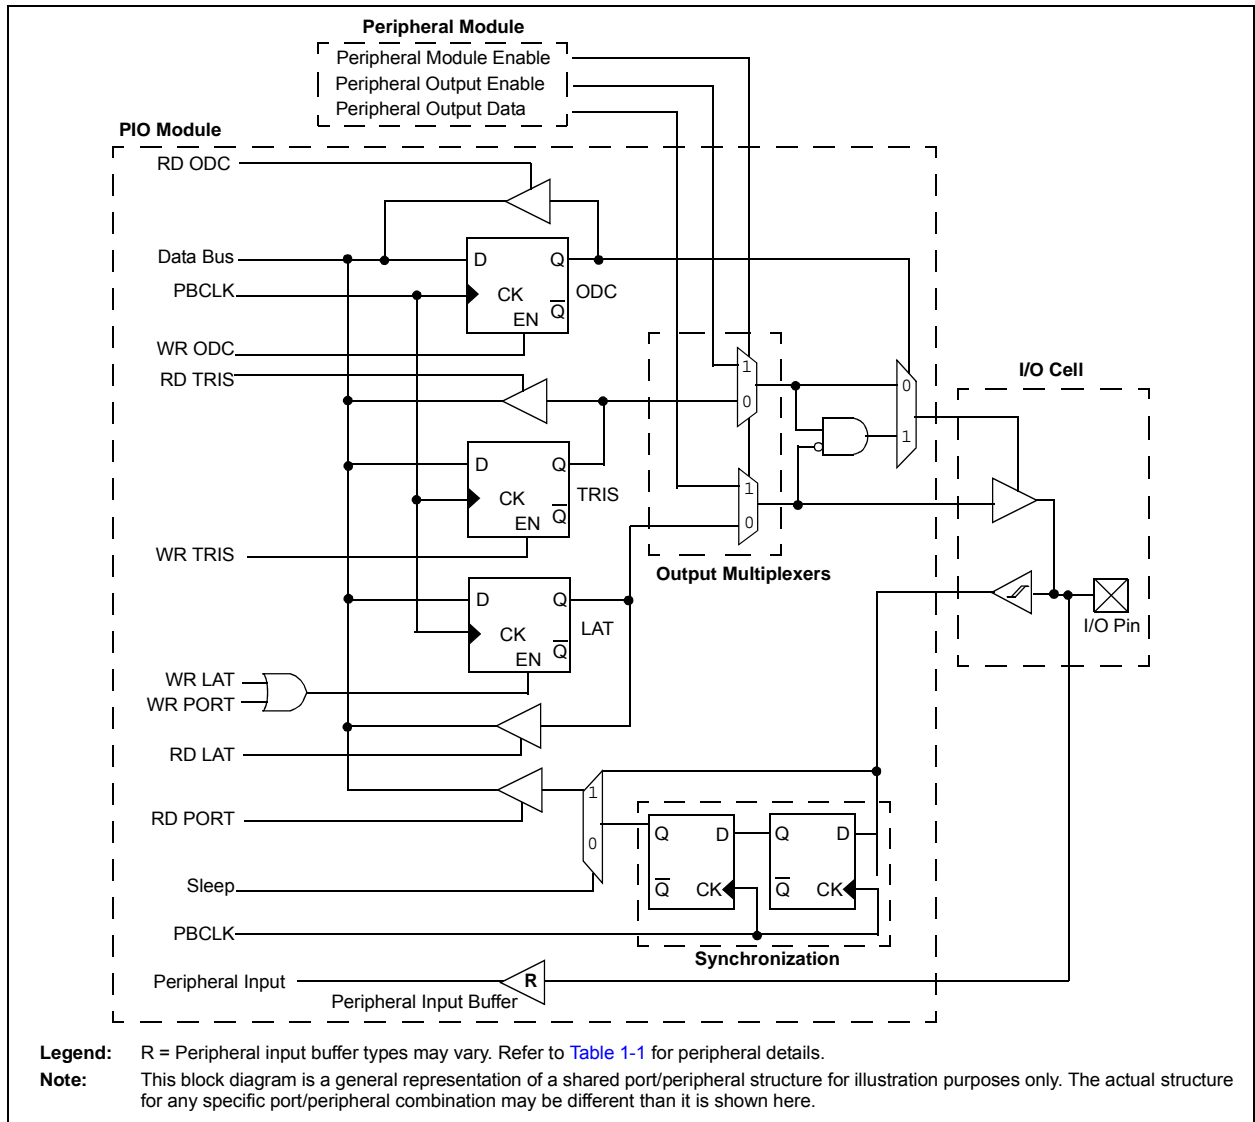 Peripheral Module
Peripheral Module Enable
Peripheral Output Enable
Peripheral Output Data
PIO Module
RD ODC
Data Bus
D
Q
PBCLK
CK
ODC
Q
EN
WR ODC
RD TRIS
1
0
I/O Cell
0
1
D
Q
CK
TRIS
Q
EN
1
0
WR TRIS
Output Multiplexers
D
Q
CK
LAT
Q
EN
I/O Pin
WR LAT
WR PORT
RD LAT
1
RD PORT
0
Q
D
Q
D
Sleep
Q
CK
Q
CK
PBCLK
Synchronization
Peripheral Input
R
Peripheral Input Buffer
Legend: R = Peripheral input buffer types may vary. Refer to Table 1-1 for peripheral details.
Note: This block diagram is a general representation of a shared port/peripheral structure for illustration purposes only. The actual structure
for any specific port/peripheral combination may be different than it is shown here.